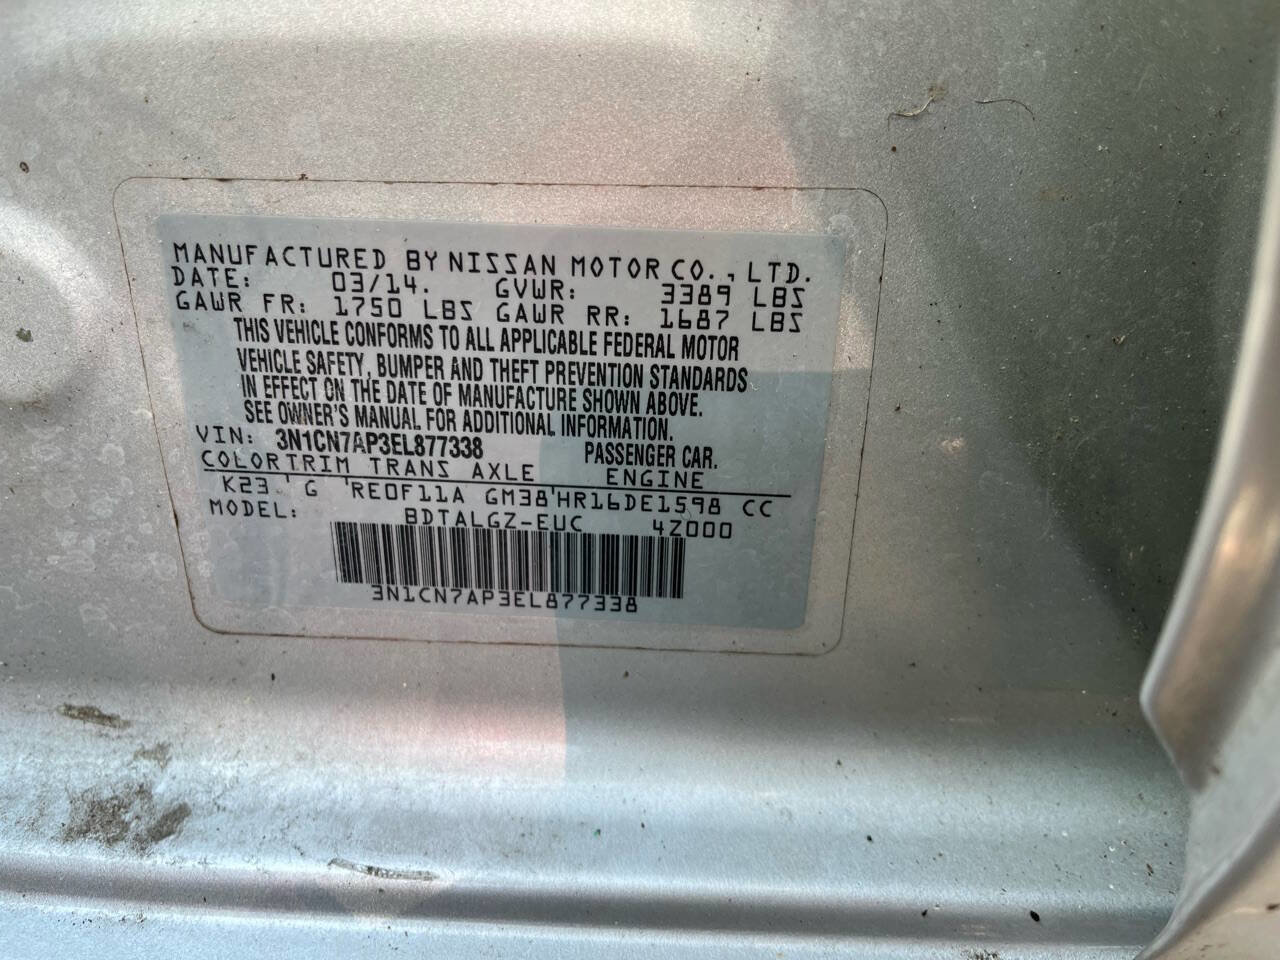 MANUFACTURED BY NISSAN MOTOR CO., LTD.
DATE: 03/14. GVWR: 3389 LBS
GAWR FR: 1750 LBS GAWR RR: 1687 LBS
THIS VEHICLE CONFORMS TO ALL APPLICABLE FEDERAL MOTOR
VEHICLE SAFETY, BUMPER AND THEFT PREVENTION STANDARDS
IN EFFECT ON THE DATE OF MANUFACTURE SHOWN ABOVE.
SEE OWNER'S MANUAL FOR ADDITIONAL INFORMATION.
VIN: 3N1CN7AP3EL877338 PASSENGER CAR.
COLOR TRIM TRANS AXLE ENGINE
K23 ' G 'RE0F11A GM38'HR16DE1598 CC
MODEL: BDTALGZ-EUC 4Z000
3N1CN7AP3EL877338